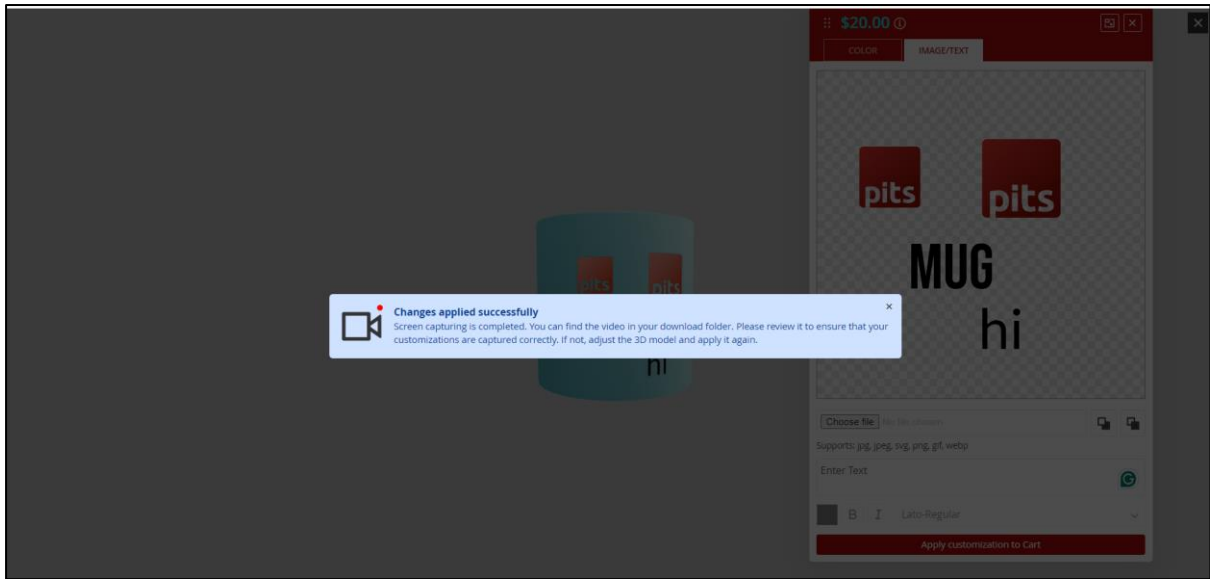 $20.00
COLOR IMAGE/TEXT
pits pits
MUG
hi
pits pits
Changes applied successfully
Screen capturing is completed. You can find the video in your download folder. Please review it to ensure that your
customizations are captured correctly. If not, adjust the 3D model and apply it again.
hi
Choose file No file chosen
Supports: jpg, jpeg, svg, png, gif, webp
Enter Text
B I Lato-Regular
Apply customization to Cart